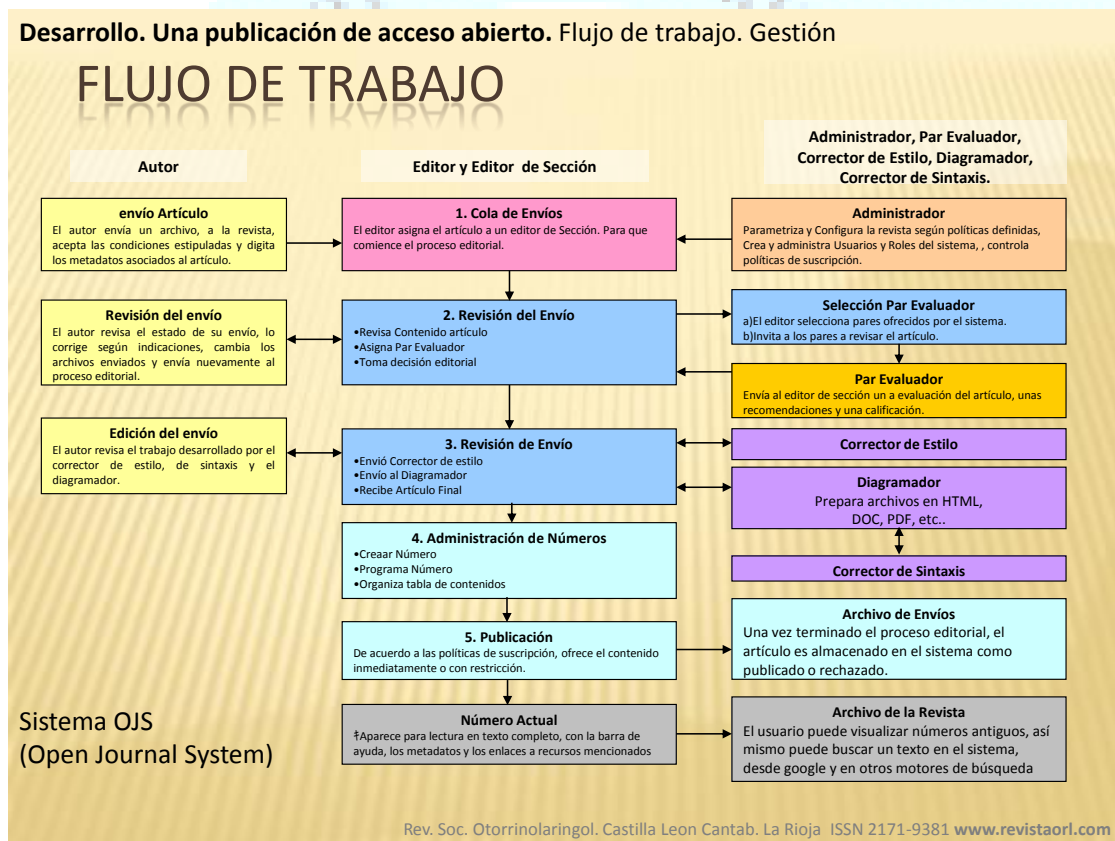 Desarrollo. Una publicación de acceso abierto. Flujo de trabajo. Gestión
FLUJO DE TRABAJO
Autor
Editor y Editor de Sección
Administrador, Par Evaluador,
Corrector de Estilo, Diagramador,
Corrector de Sintaxis.
envío Artículo
El autor envía un archivo, a la revista,
acepta las condiciones estipuladas y digita
los metadatos asociados al artículo.
1. Cola de Envíos
El editor asigna el artículo a un editor de Sección. Para que
comience el proceso editorial.
Administrador
Parametriza y Configura la revista según políticas definidas,
Crea y administra Usuarios y Roles del sistema, , controla
políticas de suscripción.
Revisión del envío
El autor revisa el estado de su envío, lo
corrige según indicaciones, cambia los
archivos enviados y envía nuevamente al
proceso editorial.
2. Revisión del Envío
•Revisa Contenido artículo
•Asigna Par Evaluador
•Toma decisión editorial
Selección Par Evaluador
a)El editor selecciona pares ofrecidos por el sistema.
b)Invita a los pares a revisar el artículo.
Par Evaluador
Envía al editor de sección un a evaluación del artículo, unas
recomendaciones y una calificación.
Edición del envío
El autor revisa el trabajo desarrollado por el
corrector de estilo, de sintaxis y el
diagramador.
3. Revisión de Envío
•Envió Corrector de estilo
•Envío al Diagramador
•Recibe Artículo Final
Corrector de Estilo
Diagramador
Prepara archivos en HTML,
DOC, PDF, etc..
Corrector de Sintaxis
4. Administración de Números
•Creaar Número
•Programa Número
•Organiza tabla de contenidos
5. Publicación
De acuerdo a las políticas de suscripción, ofrece el contenido
inmediatamente o con restricción.
Archivo de Envíos
Una vez terminado el proceso editorial, el
artículo es almacenado en el sistema como
publicado o rechazado.
Número Actual
Aparece para lectura en texto completo, con la barra de
ayuda, los metadatos y los enlaces a recursos mencionados
Archivo de la Revista
El usuario puede visualizar números antiguos, así
mismo puede buscar un texto en el sistema,
desde google y en otros motores de búsqueda
Sistema OJS
(Open Journal System)
Rev. Soc. Otorrinolaringol. Castilla Leon Cantab. La Rioja ISSN 2171-9381 www.revistaorl.com